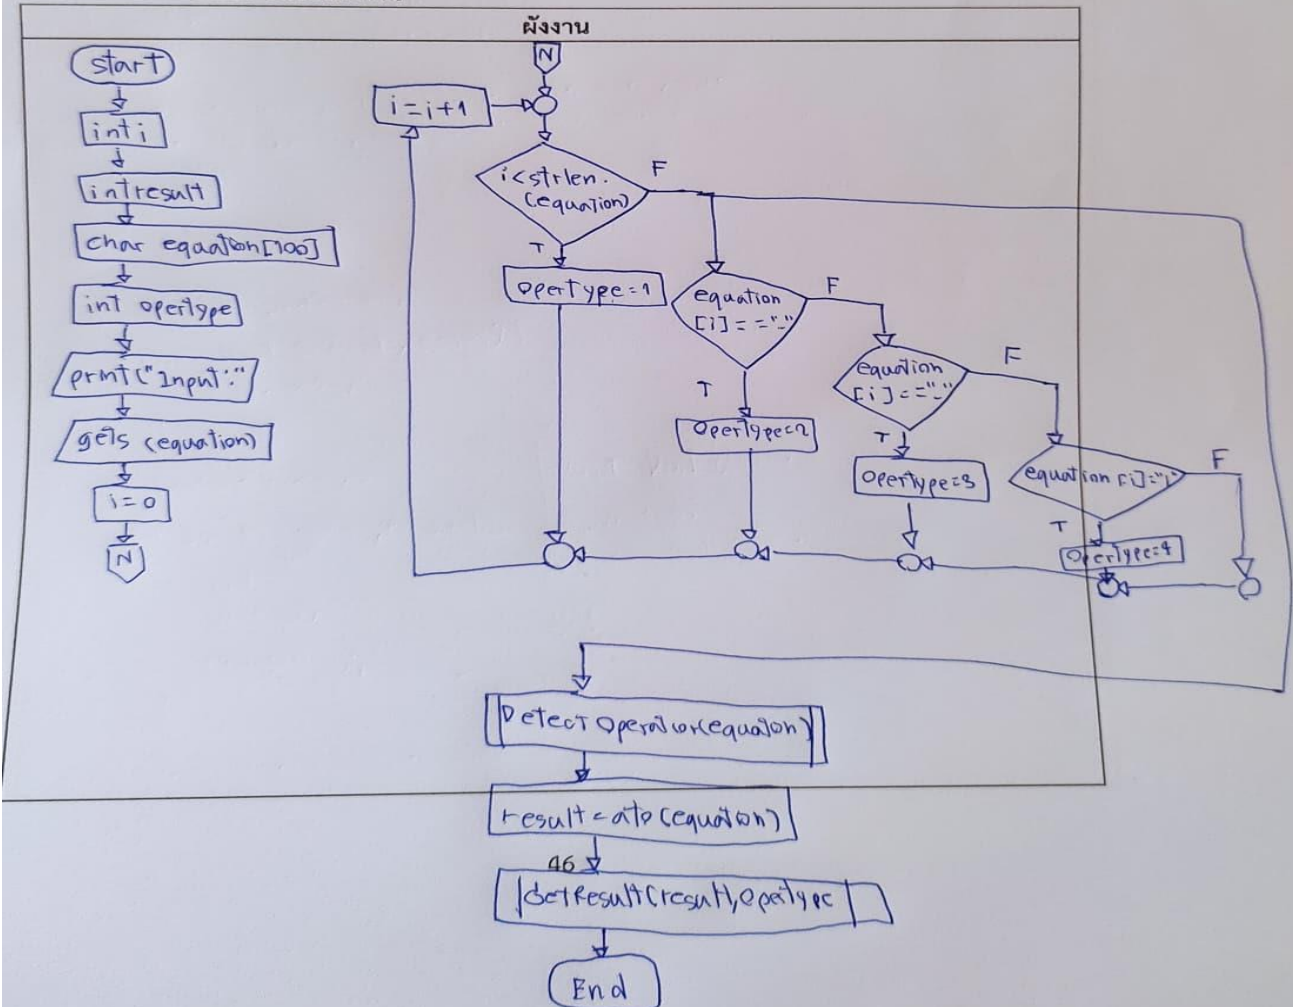 ผังงาน
start
int i
int result
char equation[100]
int opertype
print("Input:"
gets (equation)
i=0
N
N
i=i+1
i<strlen.
(equation)
F
T
opertype=1
equation
[i]=="-"
F
T
opertype=2
equation
[i]=="-"
F
T
opertype=3
equation [i]=
F
T
opertype=4
Detect Operator(equation)
result=ato(equation)
46
GetResult(result,opertype
End